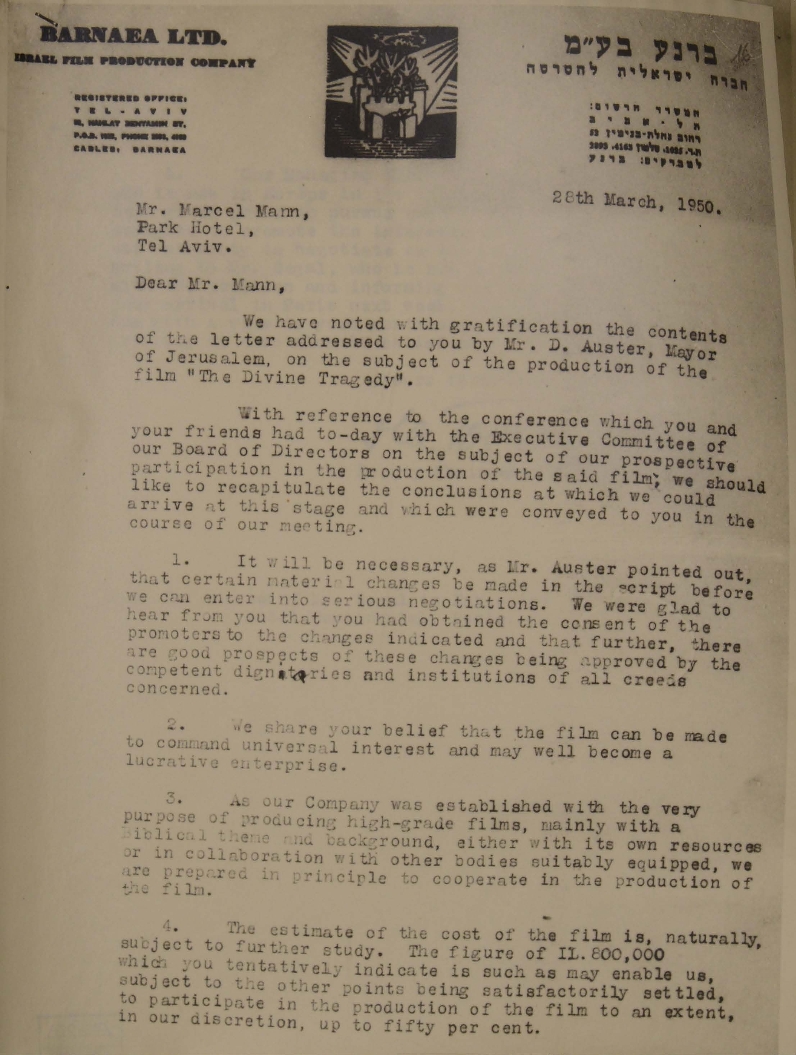 BARNAEA LTD.
ISRAEL FILM PRODUCTION COMPANY
REGISTERED OFFICE:
TEL-AVIV
NAHLAT BENJAMIN ST.
P.O.B. PHONE
CABLES: BARNAEA
ברנע בע״מ
חברה ישראלית להסרטה
המשרד הרשום:
תל-אביב
רחוב נחלת-בנימין
ת.ד. טלפון
למברקים: ברנע
16
28th March, 1950.
Mr. Marcel Mann,
Park Hotel,
Tel Aviv.
Dear Mr. Mann,
We have noted with gratification the contents
of the letter addressed to you by Mr. D. Auster, Mayor
of Jerusalem, on the subject of the production of the
film "The Divine Tragedy".
With reference to the conference which you and
your friends had to-day with the Executive Committee of
our Board of Directors on the subject of our prospective
participation in the production of the said film, we should
like to recapitulate the conclusions at which we could
arrive at this stage and which were conveyed to you in the
course of our meeting.
1. It will be necessary, as Mr. Auster pointed out,
that certain material changes be made in the script before
we can enter into serious negotiations. We were glad to
hear from you that you had obtained the consent of the
promoters to the changes indicated and that further, there
are good prospects of these changes being approved by the
competent dignitaries and institutions of all creeds
concerned.
2. We share your belief that the film can be made
to command universal interest and may well become a
lucrative enterprise.
3. As our Company was established with the very
purpose of producing high-grade films, mainly with a
Biblical theme and background, either with its own resources
or in collaboration with other bodies suitably equipped, we
are prepared in principle to cooperate in the production of
the film.
4. The estimate of the cost of the film is, naturally,
subject to further study. The figure of IL.800,000
which you tentatively indicate is such as may enable us,
subject to the other points being satisfactorily settled,
to participate in the production of the film to an extent,
in our discretion, up to fifty per cent.